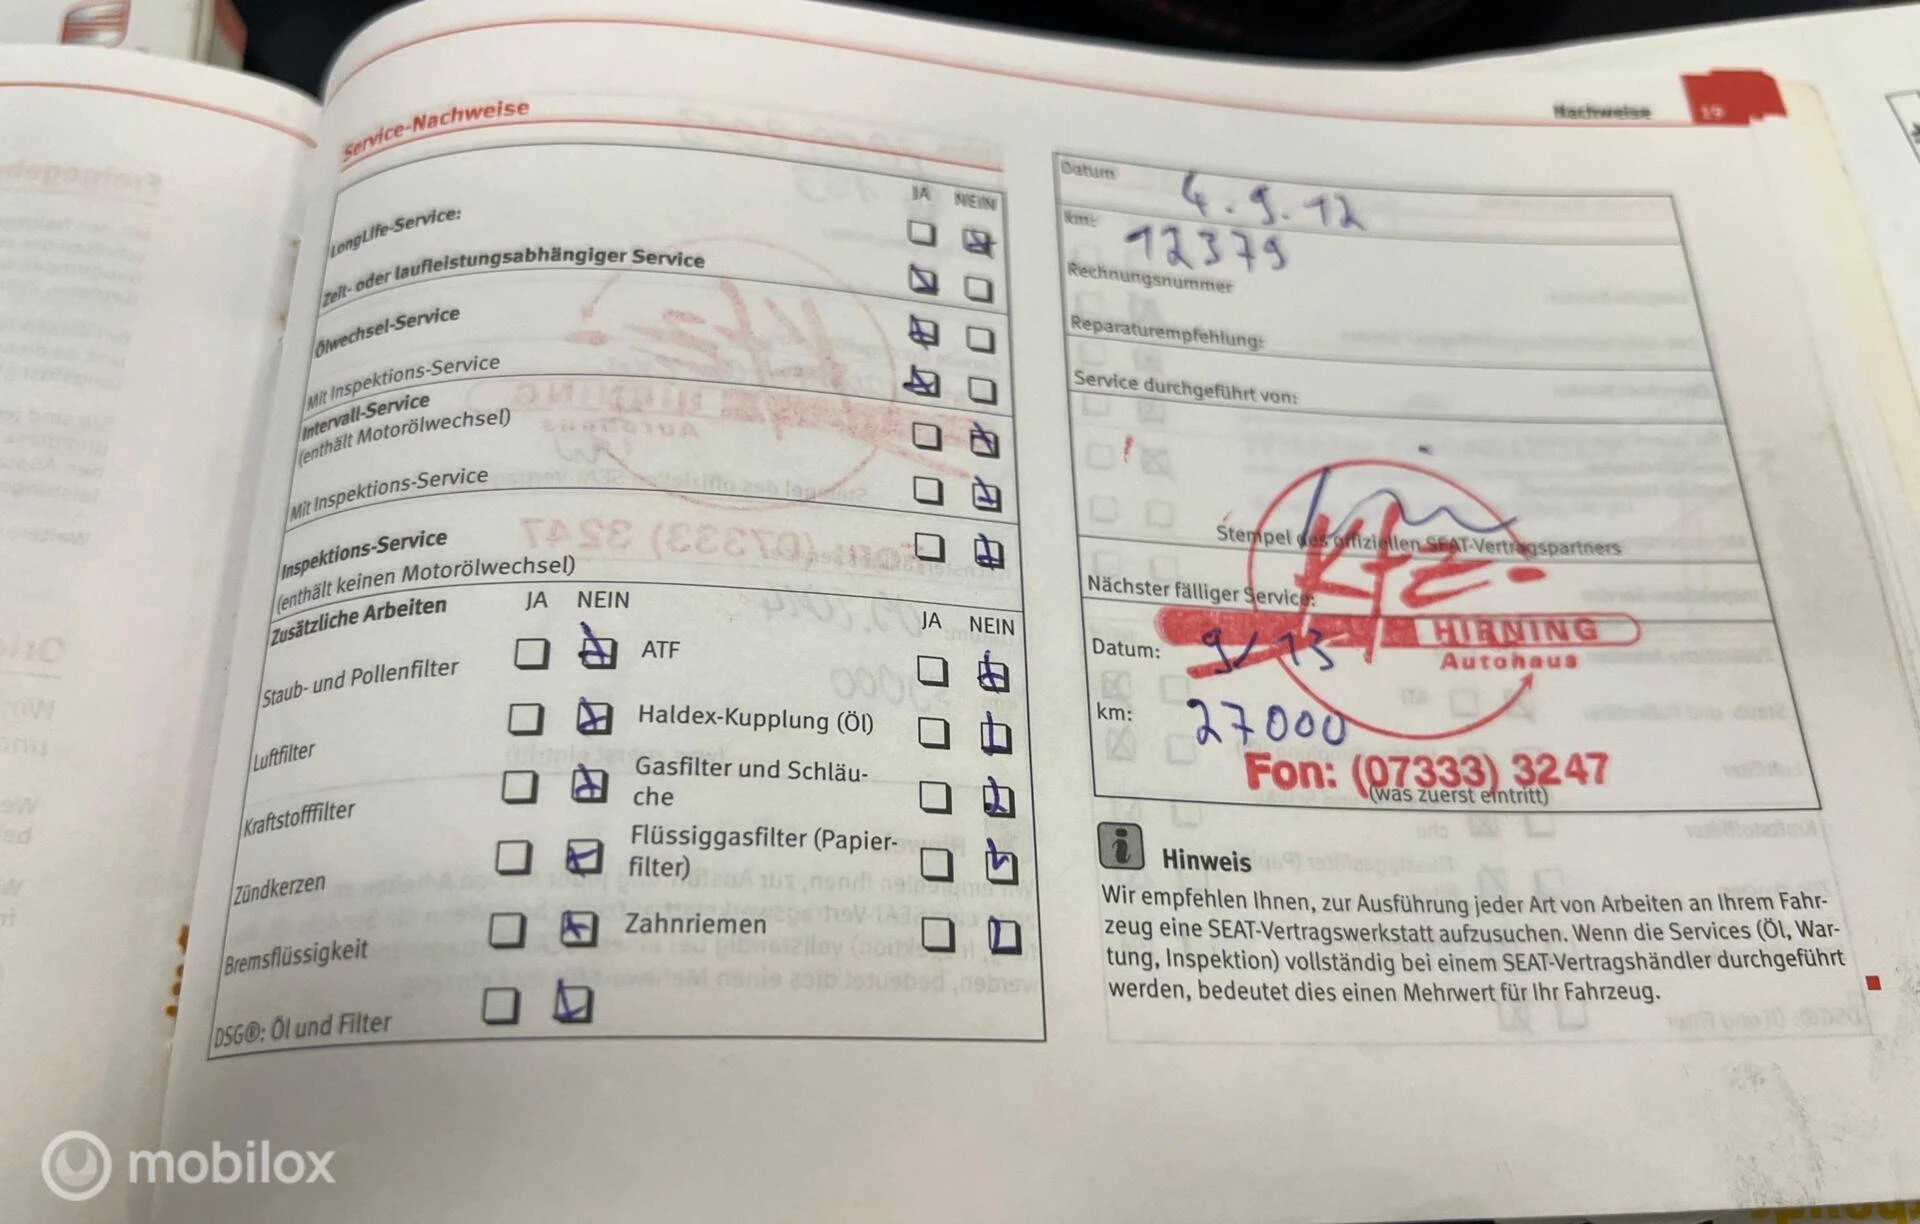 Service-Nachweise
Nachweise 19
JA NEIN
LongLife-Service:
Zeit- oder laufleistungsabhängiger Service
Ölwechsel-Service
Mit Inspektions-Service
Intervall-Service
(enthält Motorölwechsel)
Mit Inspektions-Service
Inspektions-Service
(enthält keinen Motorölwechsel)
Zusätzliche Arbeiten JA NEIN JA NEIN
Staub- und Pollenfilter ATF
Luftfilter Haldex-Kupplung (Öl)
Kraftstofffilter Gasfilter und Schläu-
che
Zündkerzen Flüssiggasfilter (Papier-
filter)
Bremsflüssigkeit Zahnriemen
DSG®: Öl und Filter
Datum 4.9.12
km: 12379
Rechnungsnummer
Reparaturempfehlung:
Service durchgeführt von:
Stempel des offiziellen SEAT-Vertragspartners
Kfz-
HIRNING
Autohaus
Nächster fälliger Service:
Datum: 9/13
km: 27000
Fon: (07333) 3247
(was zuerst eintritt)
i Hinweis
Wir empfehlen Ihnen, zur Ausführung jeder Art von Arbeiten an Ihrem Fahr-
zeug eine SEAT-Vertragswerkstatt aufzusuchen. Wenn die Services (Öl, War-
tung, Inspektion) vollständig bei einem SEAT-Vertragshändler durchgeführt
werden, bedeutet dies einen Mehrwert für Ihr Fahrzeug.
mobilox